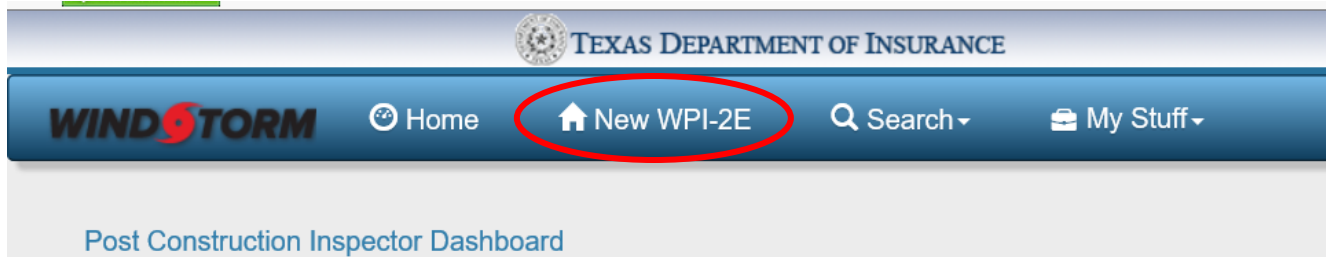 TEXAS DEPARTMENT OF INSURANCE
WINDSTORM Home New WPI-2E Search My Stuff
Post Construction Inspector Dashboard